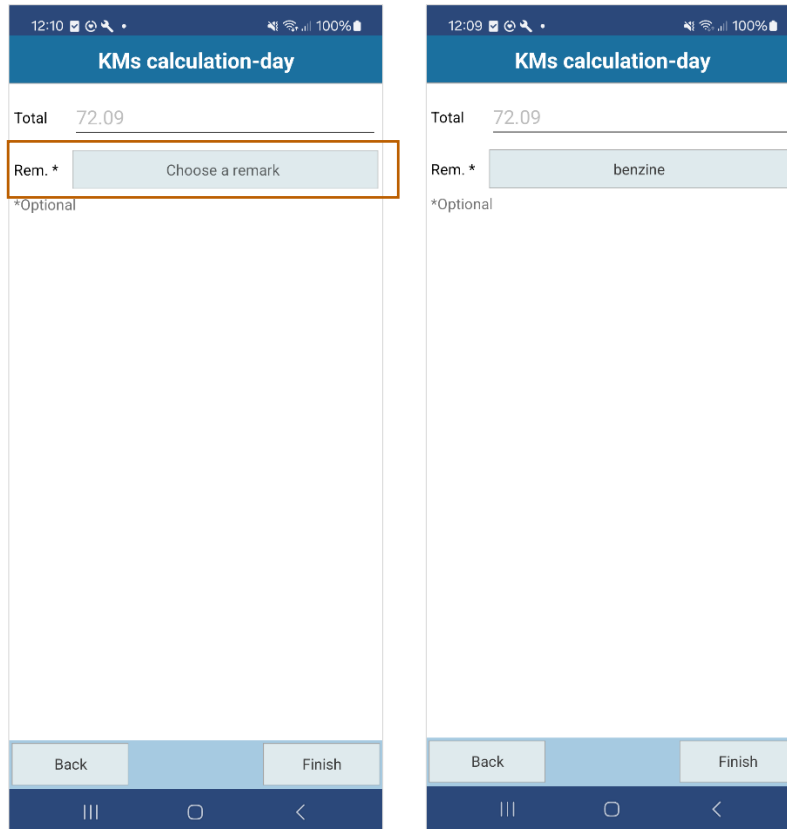 12:10 100%
KMs calculation-day
Total 72.09
Rem. * Choose a remark
*Optional
Back Finish
12:09 100%
KMs calculation-day
Total 72.09
Rem. * benzine
*Optional
Back Finish